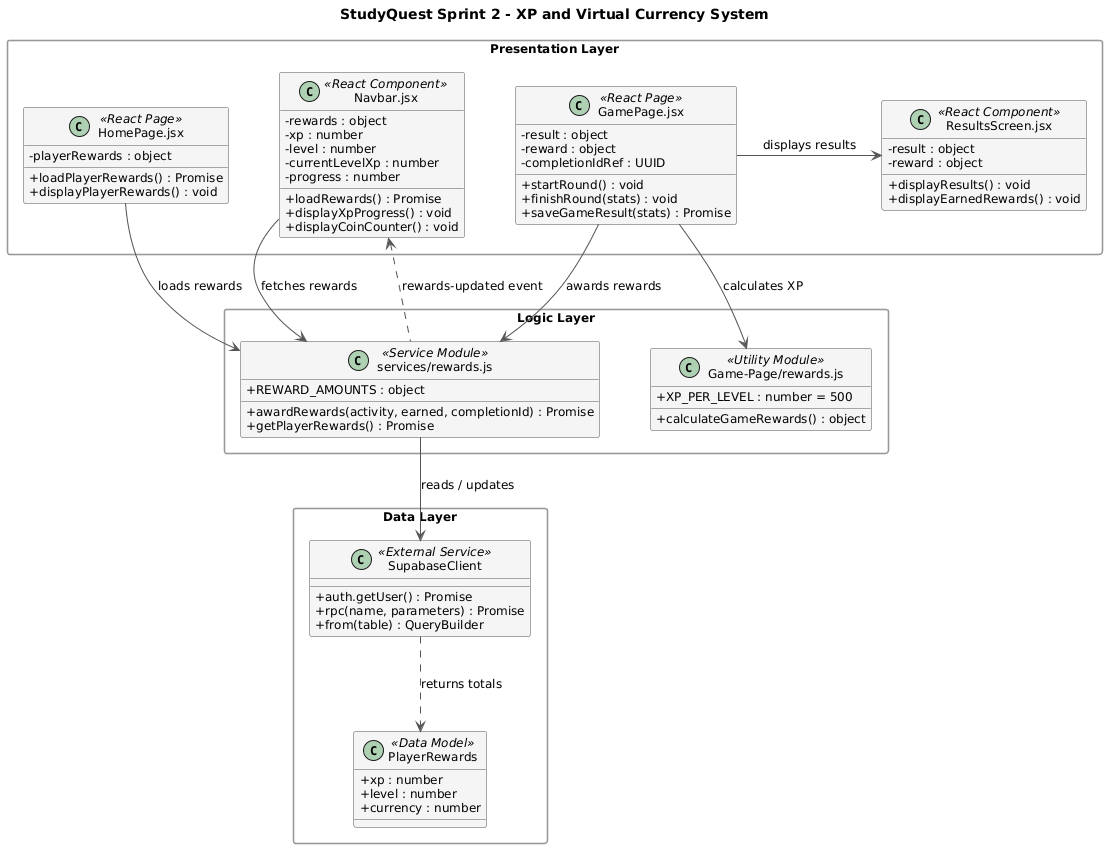 StudyQuest Sprint 2 - XP and Virtual Currency System
Presentation Layer
C «React Page»
HomePage.jsx
-playerRewards : object
+loadPlayerRewards() : Promise
+displayPlayerRewards() : void
C «React Component»
Navbar.jsx
-rewards : object
-xp : number
-level : number
-currentLevelXp : number
-progress : number
+loadRewards() : Promise
+displayXpProgress() : void
+displayCoinCounter() : void
C «React Page»
GamePage.jsx
-result : object
-reward : object
-completionIdRef : UUID
+startRound() : void
+finishRound(stats) : void
+saveGameResult(stats) : Promise
displays results
C «React Component»
ResultsScreen.jsx
-result : object
-reward : object
+displayResults() : void
+displayEarnedRewards() : void
loads rewards
fetches rewards
rewards-updated event
awards rewards
calculates XP
Logic Layer
C «Service Module»
services/rewards.js
+REWARD_AMOUNTS : object
+awardRewards(activity, earned, completionId) : Promise
+getPlayerRewards() : Promise
C «Utility Module»
Game-Page/rewards.js
+XP_PER_LEVEL : number = 500
+calculateGameRewards() : object
reads / updates
Data Layer
C «External Service»
SupabaseClient
+auth.getUser() : Promise
+rpc(name, parameters) : Promise
+from(table) : QueryBuilder
returns totals
C «Data Model»
PlayerRewards
+xp : number
+level : number
+currency : number